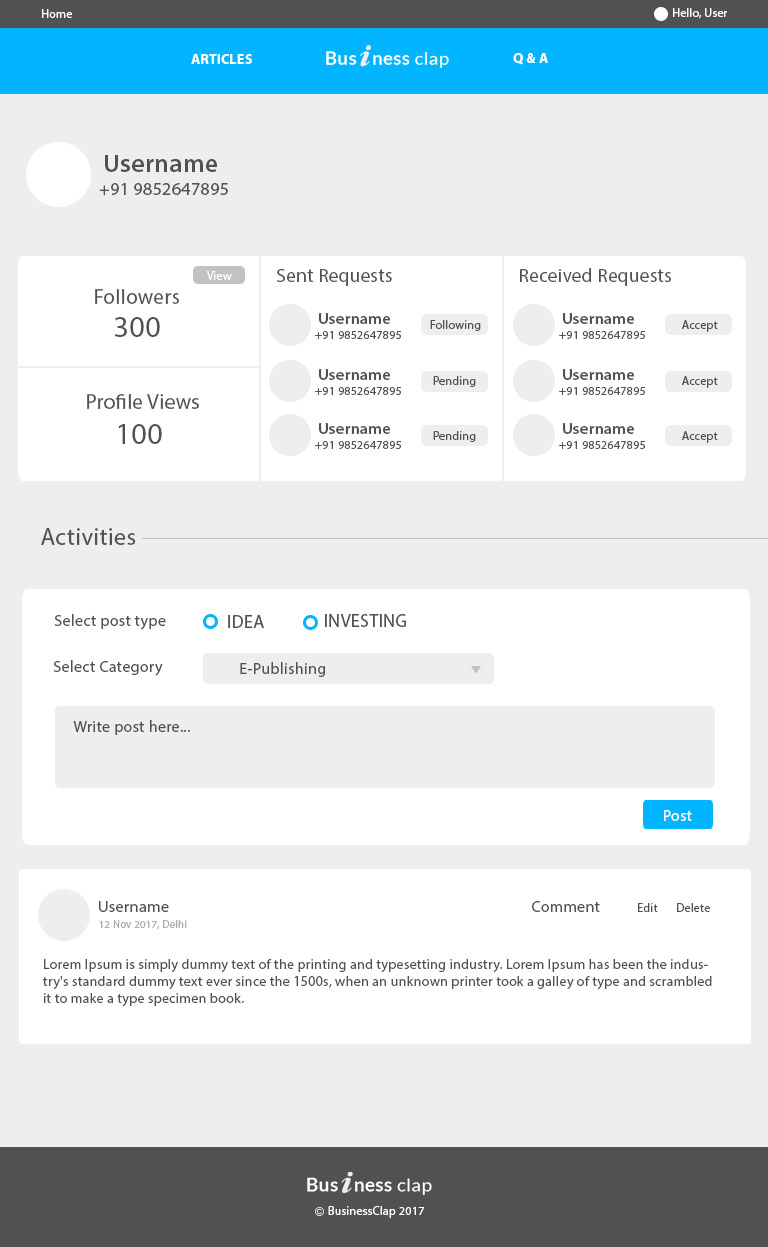 Home
Hello, User
ARTICLES
Business clap
Q & A
Username
+91 9852647895
View
Followers
300
Profile Views
100
Sent Requests
Username
+91 9852647895
Following
Username
+91 9852647895
Pending
Username
+91 9852647895
Pending
Received Requests
Username
+91 9852647895
Accept
Username
+91 9852647895
Accept
Username
+91 9852647895
Accept
Activities
Select post type
IDEA
INVESTING
Select Category
E-Publishing
Write post here...
Post
Username
12 Nov 2017, Delhi
Comment
Edit
Delete
Lorem Ipsum is simply dummy text of the printing and typesetting industry. Lorem Ipsum has been the indus-
try's standard dummy text ever since the 1500s, when an unknown printer took a galley of type and scrambled
it to make a type specimen book.
Business clap
© BusinessClap 2017